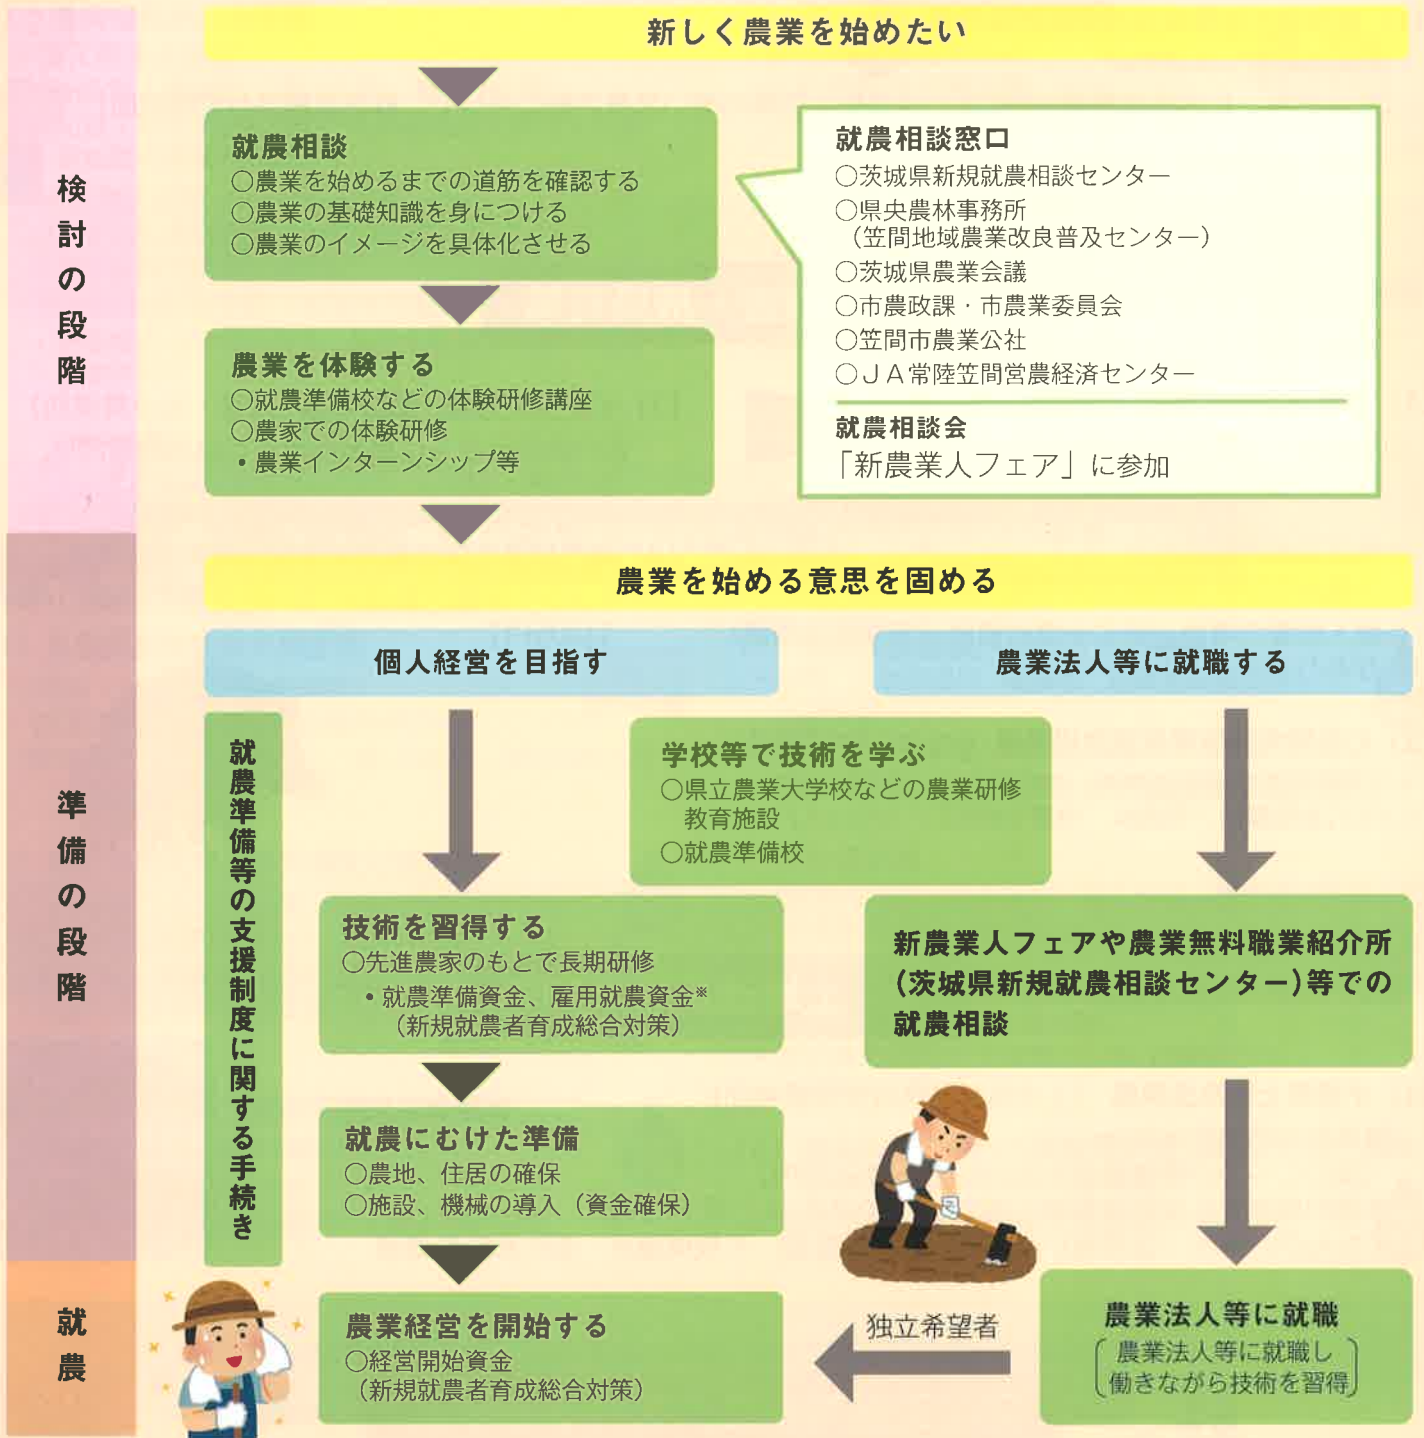 新しく農業を始めたい
検討の段階
就農相談
○農業を始めるまでの道筋を確認する
○農業の基礎知識を身につける
○農業のイメージを具体化させる
就農相談窓口
○茨城県新規就農相談センター
○県央農林事務所
（笠間地域農業改良普及センター）
○茨城県農業会議
○市農政課・市農業委員会
○笠間市農業公社
○ＪＡ常陸笠間営農経済センター
就農相談会
「新農業人フェア」に参加
農業を体験する
○就農準備校などの体験研修講座
○農家での体験研修
・農業インターンシップ等
農業を始める意思を固める
準備の段階
個人経営を目指す
農業法人等に就職する
就農準備等の支援制度に関する手続き
学校等で技術を学ぶ
○県立農業大学校などの農業研修
教育施設
○就農準備校
技術を習得する
○先進農家のもとで長期研修
・就農準備資金、雇用就農資金※
（新規就農者育成総合対策）
新農業人フェアや農業無料職業紹介所
(茨城県新規就農相談センター)等での
就農相談
就農にむけた準備
○農地、住居の確保
○施設、機械の導入（資金確保）
就農
農業経営を開始する
○経営開始資金
（新規就農者育成総合対策）
独立希望者
農業法人等に就職
農業法人等に就職し
働きながら技術を習得